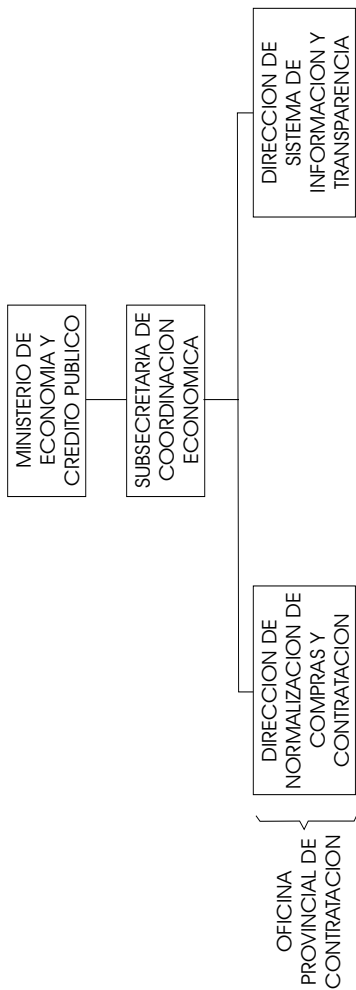 MINISTERIO DE
ECONOMIA Y
CREDITO PUBLICO
SUBSECRETARIA DE
COORDINACION
ECONOMICA
OFICINA
PROVINCIAL DE
CONTRATACION
DIRECCION DE
NORMALIZACION DE
COMPRAS Y
CONTRATACION
DIRECCION DE
SISTEMA DE
INFORMACION Y
TRANSPARENCIA